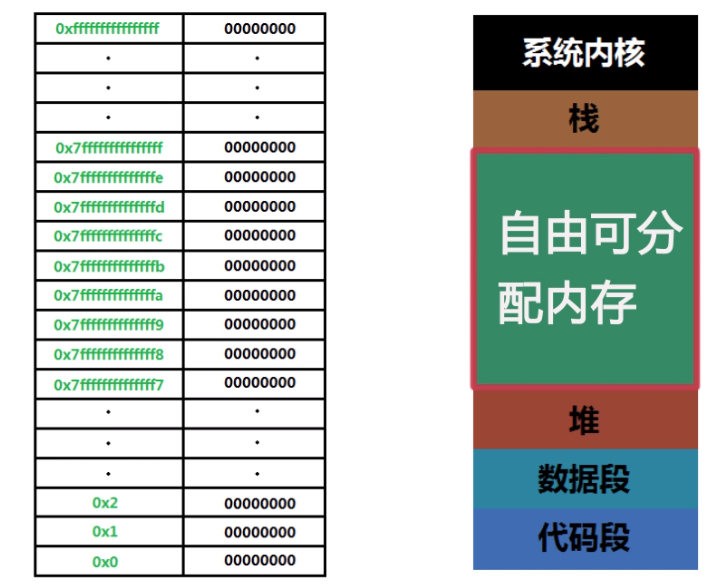 0xffffffffffffffff 00000000
· ·
· ·
· ·
0x7fffffffffffffff 00000000
0x7ffffffffffffffe 00000000
0x7ffffffffffffffd 00000000
0x7ffffffffffffffc 00000000
0x7ffffffffffffffb 00000000
0x7ffffffffffffffa 00000000
0x7ffffffffffffff9 00000000
0x7ffffffffffffff8 00000000
0x7ffffffffffffff7 00000000
· ·
· ·
· ·
0x2 00000000
0x1 00000000
0x0 00000000
系统内核
栈
自由可分
配内存
堆
数据段
代码段